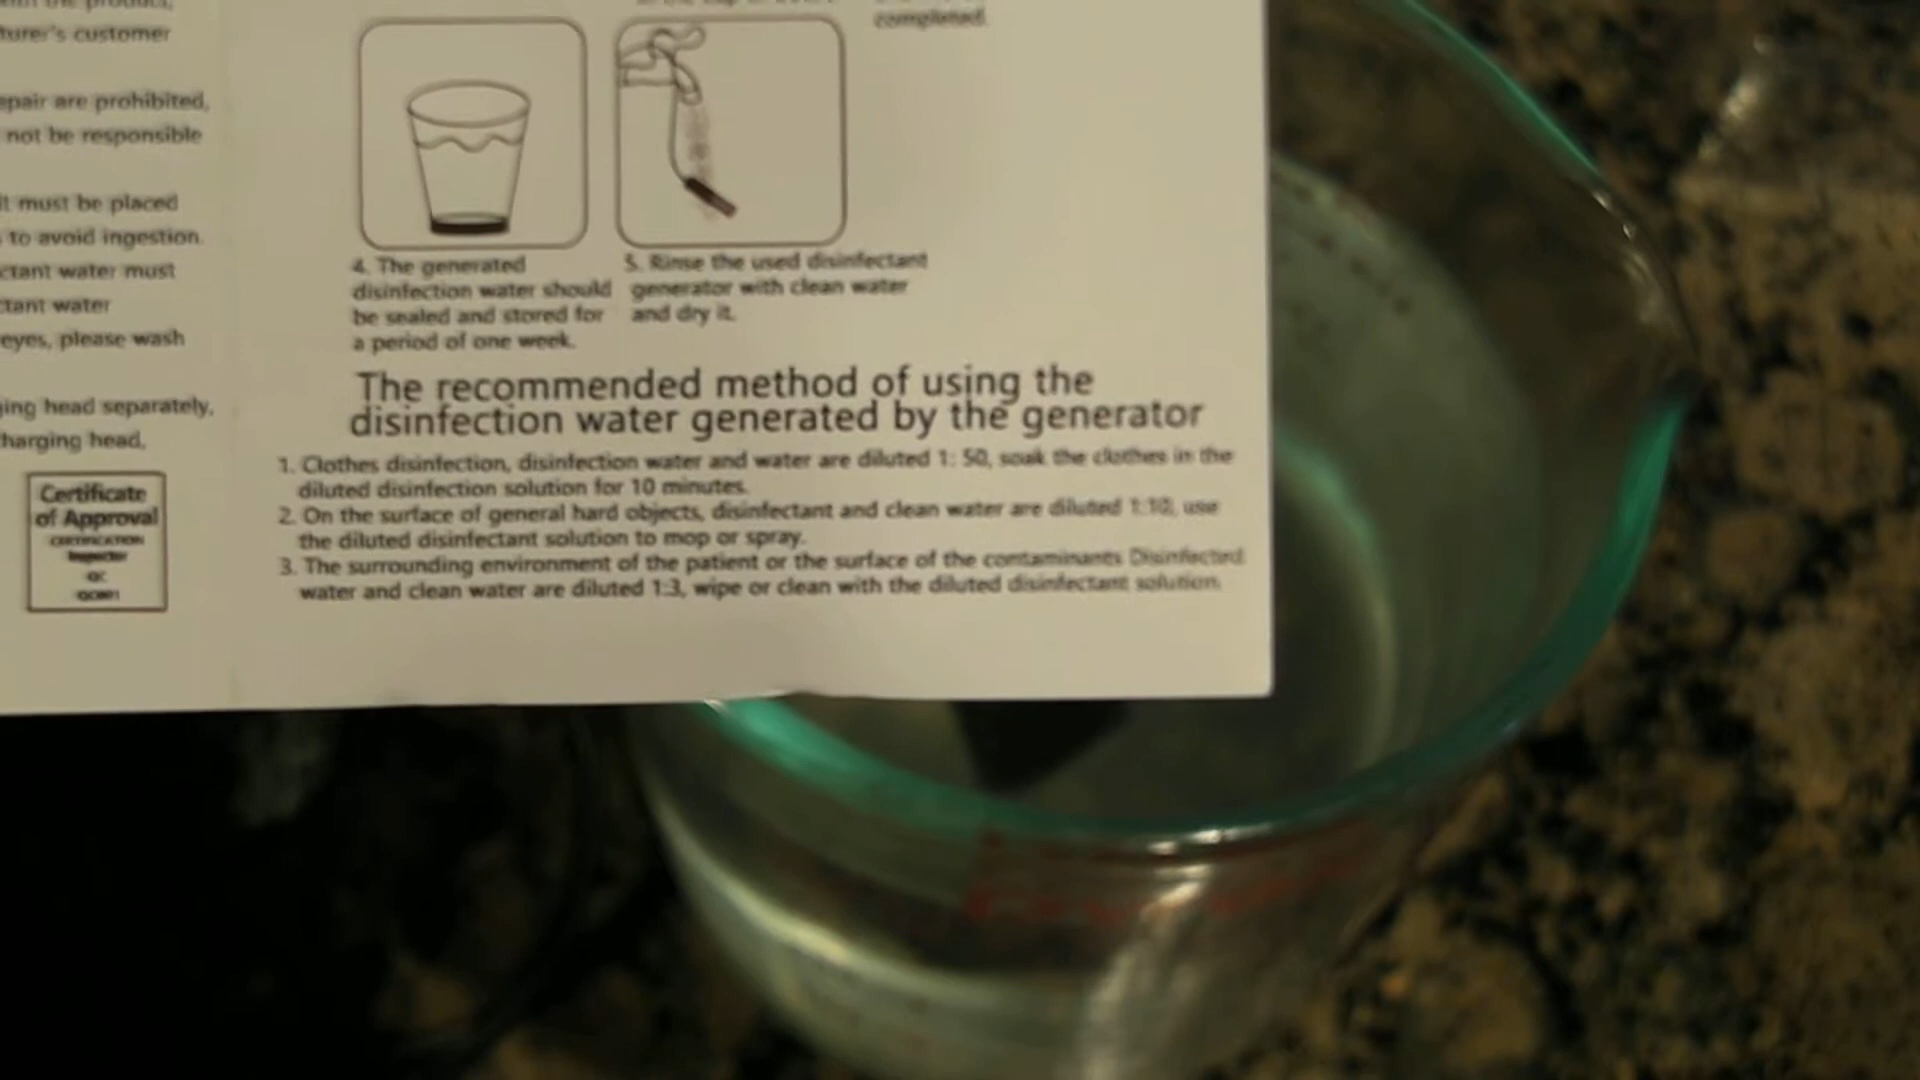 turer's customer
epair are prohibited,
not be responsible
it must be placed
to avoid ingestion.
ctant water must
ctant water
eyes, please wash
ging head separately,
charging head,
Certificate
of Approval
CERTIFICATION
Inspector
QC
completed.
4. The generated
disinfection water should
be sealed and stored for
a period of one week.
5. Rinse the used disinfectant
generator with clean water
and dry it.
The recommended method of using the
disinfection water generated by the generator
1. Clothes disinfection, disinfection water and water are diluted 1: 50, soak the clothes in the
diluted disinfection solution for 10 minutes.
2. On the surface of general hard objects, disinfectant and clean water are diluted 1:10, use
the diluted disinfectant solution to mop or spray.
3. The surrounding environment of the patient or the surface of the contaminants Disinfected
water and clean water are diluted 1:3, wipe or clean with the diluted disinfectant solution.